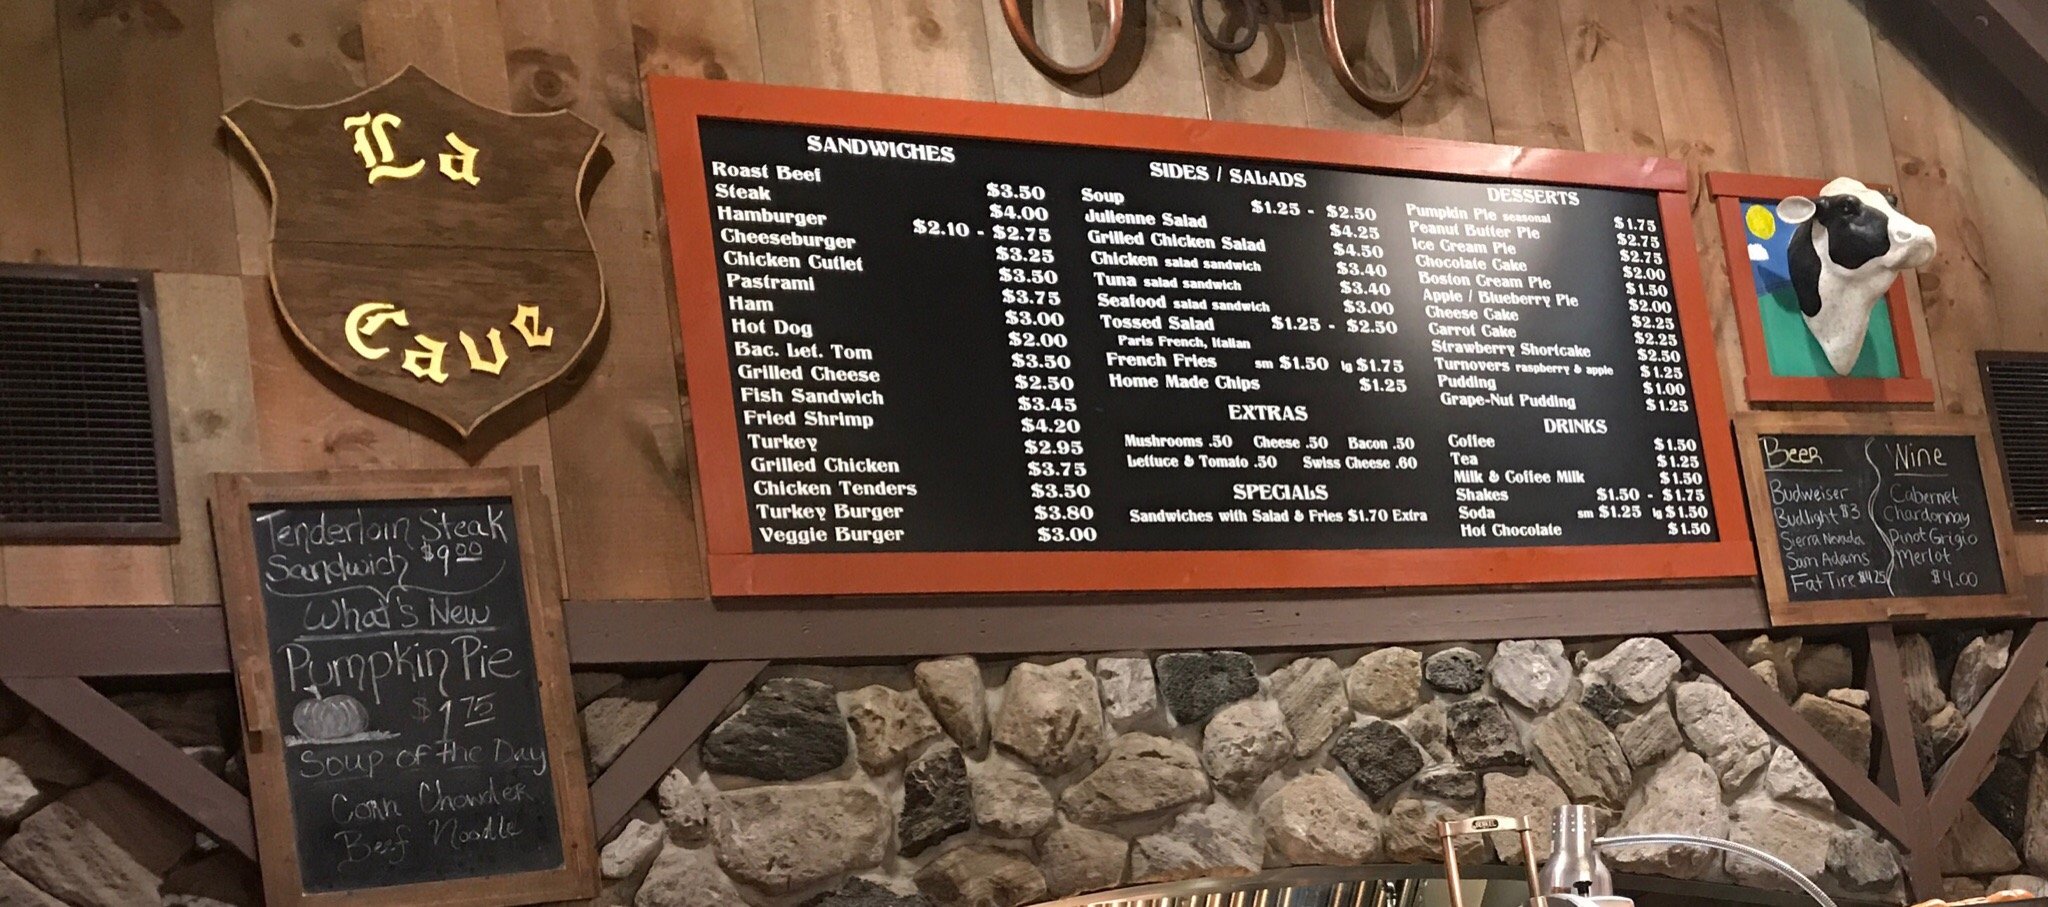 La
Cave
Tenderloin Steak
Sandwich $9.00
What's New
Pumpkin Pie
$1.75
Soup of the Day
Corn Chowder
Beef Noodle
SANDWICHES
Roast Beef $3.50
Steak $4.00
Hamburger $2.10 - $2.75
Cheeseburger $3.25
Chicken Cutlet $3.50
Pastrami $3.75
Ham $3.00
Hot Dog $2.00
Bac. Let. Tom $3.50
Grilled Cheese $2.50
Fish Sandwich $3.45
Fried Shrimp $4.20
Turkey $2.95
Grilled Chicken $3.75
Chicken Tenders $3.50
Turkey Burger $3.80
Veggie Burger $3.00
SIDES / SALADS
Soup $1.25 - $2.50
Julienne Salad $4.25
Grilled Chicken Salad $4.50
Chicken salad sandwich $3.40
Tuna salad sandwich $3.40
Seafood salad sandwich $3.00
Tossed Salad $1.25 - $2.50
Paris French, Italian
French Fries sm $1.50 lg $1.75
Home Made Chips $1.25
EXTRAS
Mushrooms .50 Cheese .50 Bacon .50
Lettuce & Tomato .50 Swiss Cheese .60
SPECIALS
Sandwiches with Salad & Fries $1.70 Extra
DESSERTS
Pumpkin Pie seasonal $1.75
Peanut Butter Pie $2.75
Ice Cream Pie $2.75
Chocolate Cake $2.00
Boston Cream Pie $1.50
Apple / Blueberry Pie $2.00
Cheese Cake $2.25
Carrot Cake $2.25
Strawberry Shortcake $2.50
Turnovers raspberry & apple $1.25
Pudding $1.00
Grape-Nut Pudding $1.25
DRINKS
Coffee $1.50
Tea $1.25
Milk & Coffee Milk $1.50
Shakes $1.50 - $1.75
Soda sm $1.25 lg $1.50
Hot Chocolate $1.50
Beer
Budweiser
Budlight $3
Sierra Nevada
Sam Adams
Fat Tire $4.25
Wine
Cabernet
Chardonnay
Pinot Grigio
Merlot
$4.00